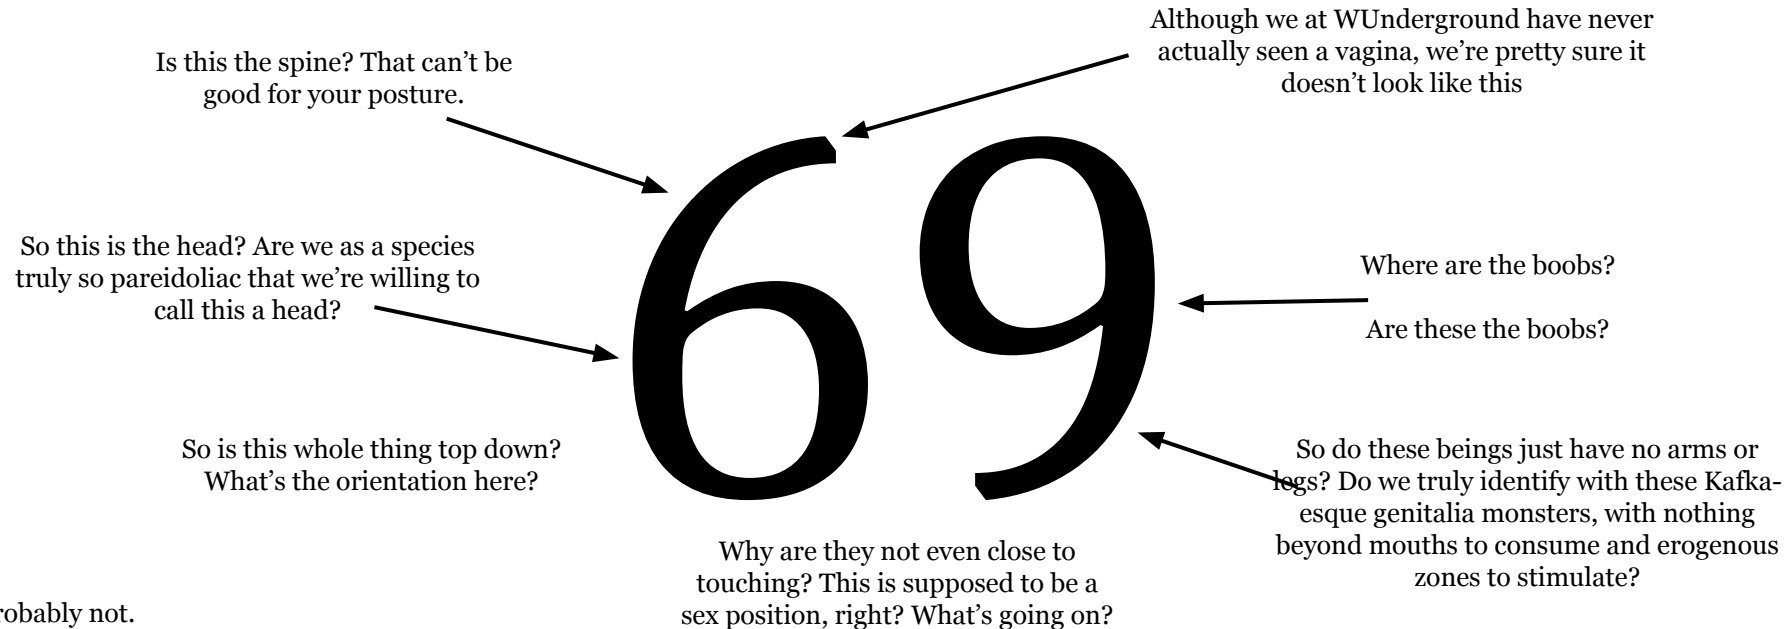 Although we at WUnderground have never
actually seen a vagina, we’re pretty sure it
doesn’t look like this
Is this the spine? That can’t be
good for your posture.
69
So this is the head? Are we as a species
truly so pareidoliac that we’re willing to
call this a head?
Where are the boobs?
Are these the boobs?
So is this whole thing top down?
What’s the orientation here?
So do these beings just have no arms or
legs? Do we truly identify with these Kafka-
esque genitalia monsters, with nothing
beyond mouths to consume and erogenous
zones to stimulate?
Why are they not even close to
touching? This is supposed to be a
sex position, right? What’s going on?
robably not.